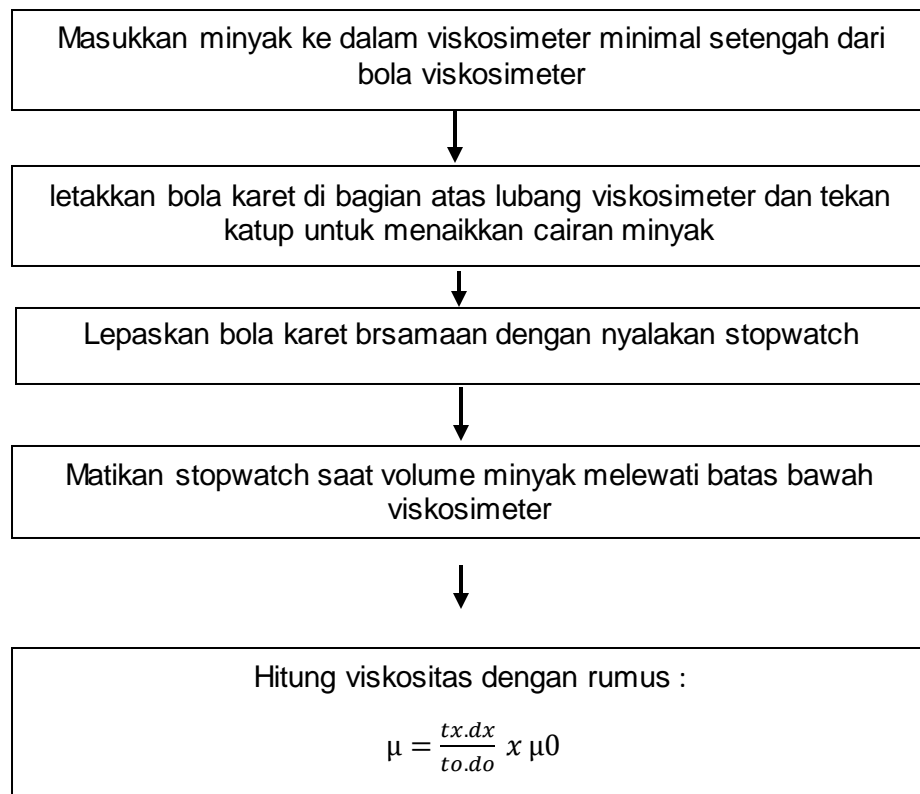 Masukkan minyak ke dalam viskosimeter minimal setengah dari
bola viskosimeter
letakkan bola karet di bagian atas lubang viskosimeter dan tekan
katup untuk menaikkan cairan minyak
Lepaskan bola karet brsamaan dengan nyalakan stopwatch
Matikan stopwatch saat volume minyak melewati batas bawah
viskosimeter
Hitung viskositas dengan rumus :
μ = tx.dx/to.do x μ0